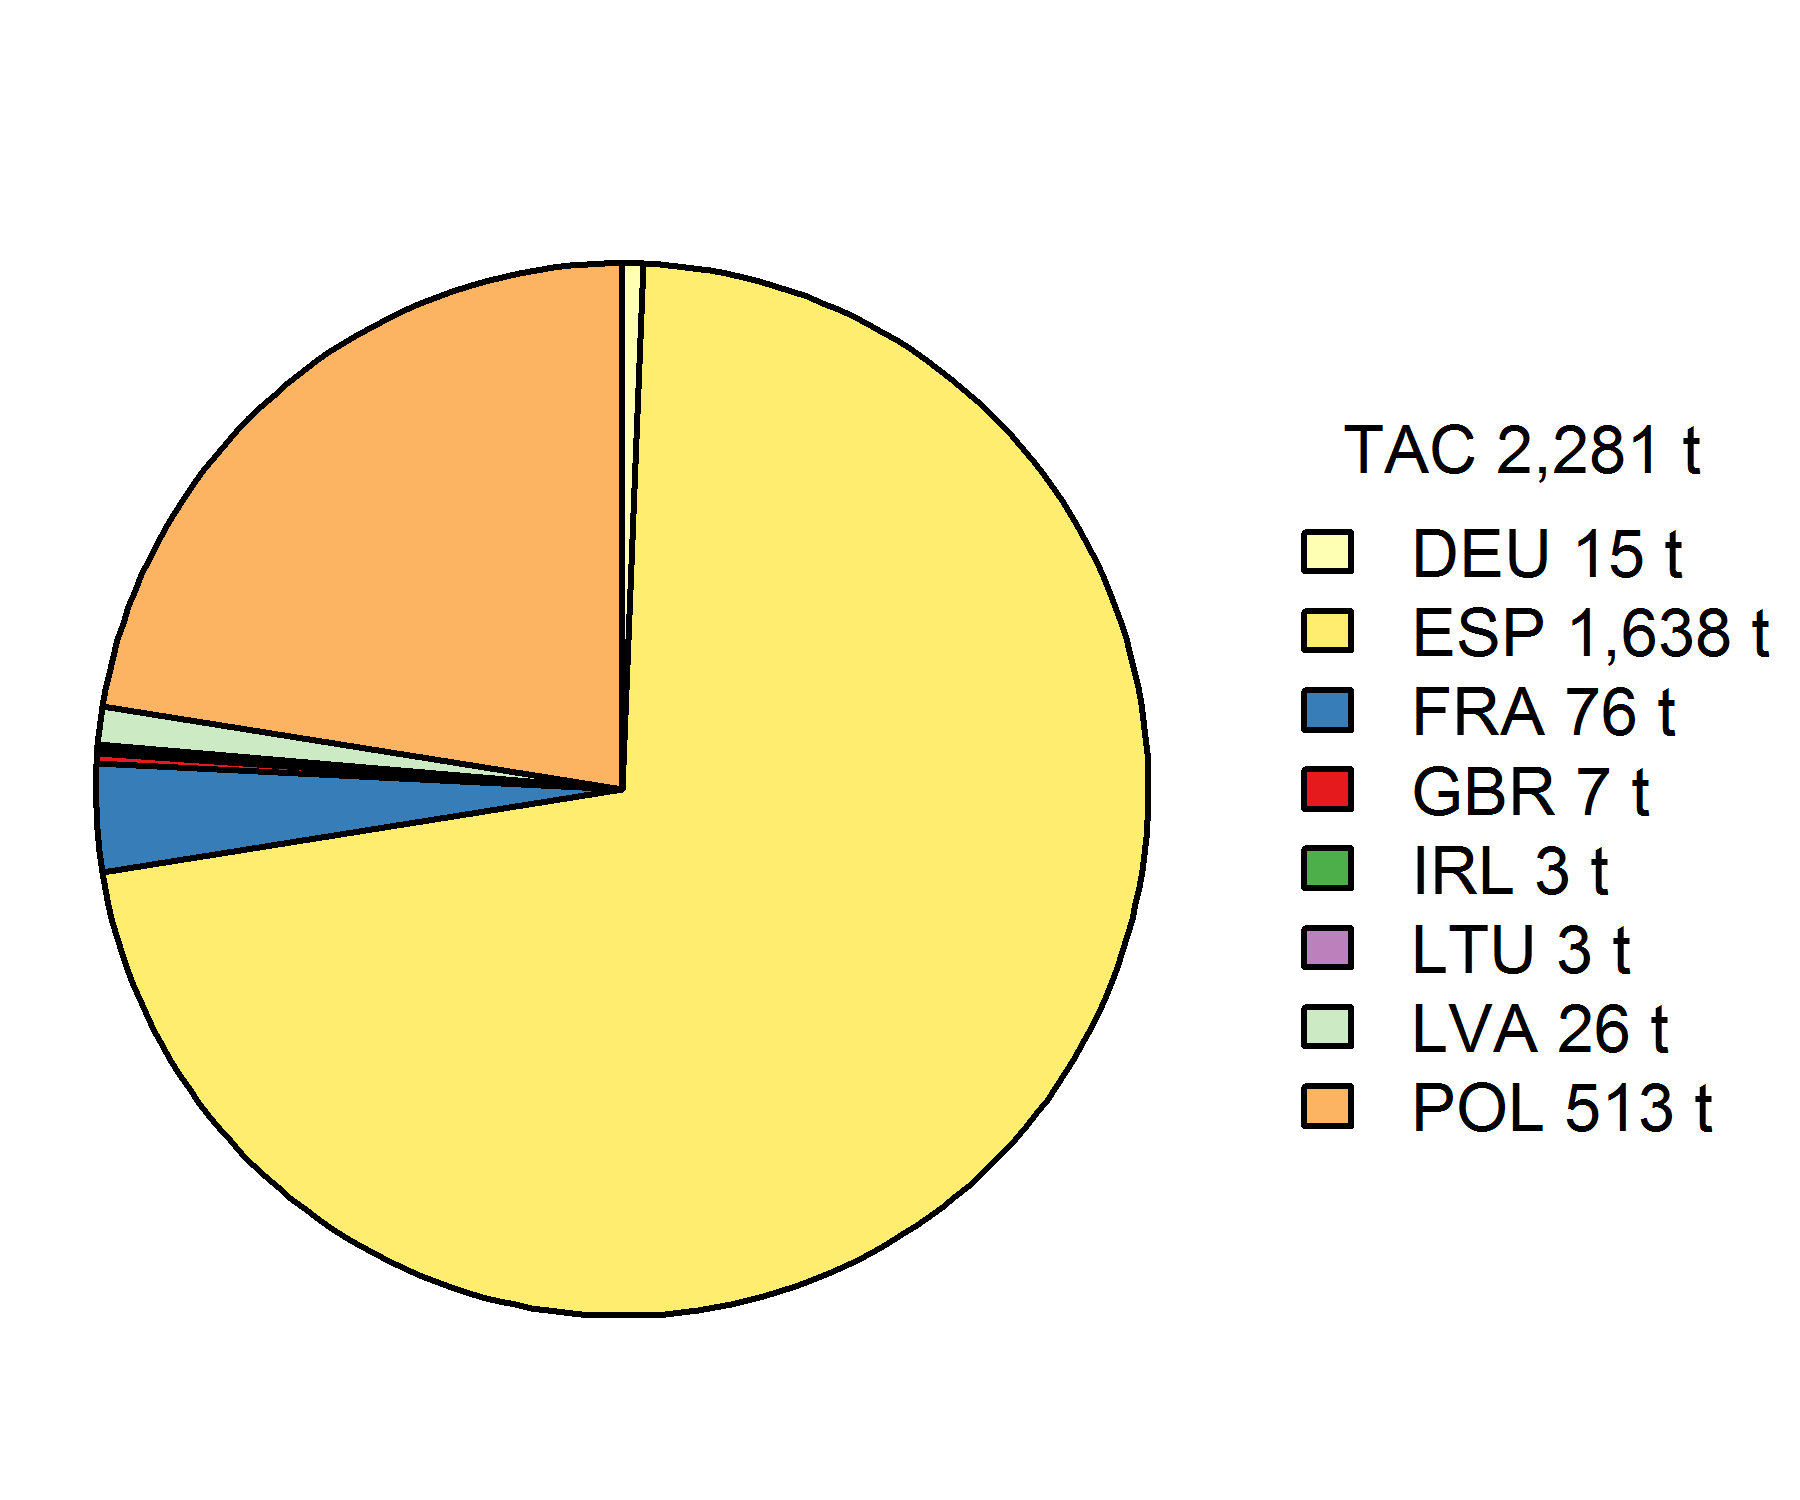 TAC 2,281 t
DEU 15 t
ESP 1,638 t
FRA 76 t
GBR 7 t
IRL 3 t
LTU 3 t
LVA 26 t
POL 513 t